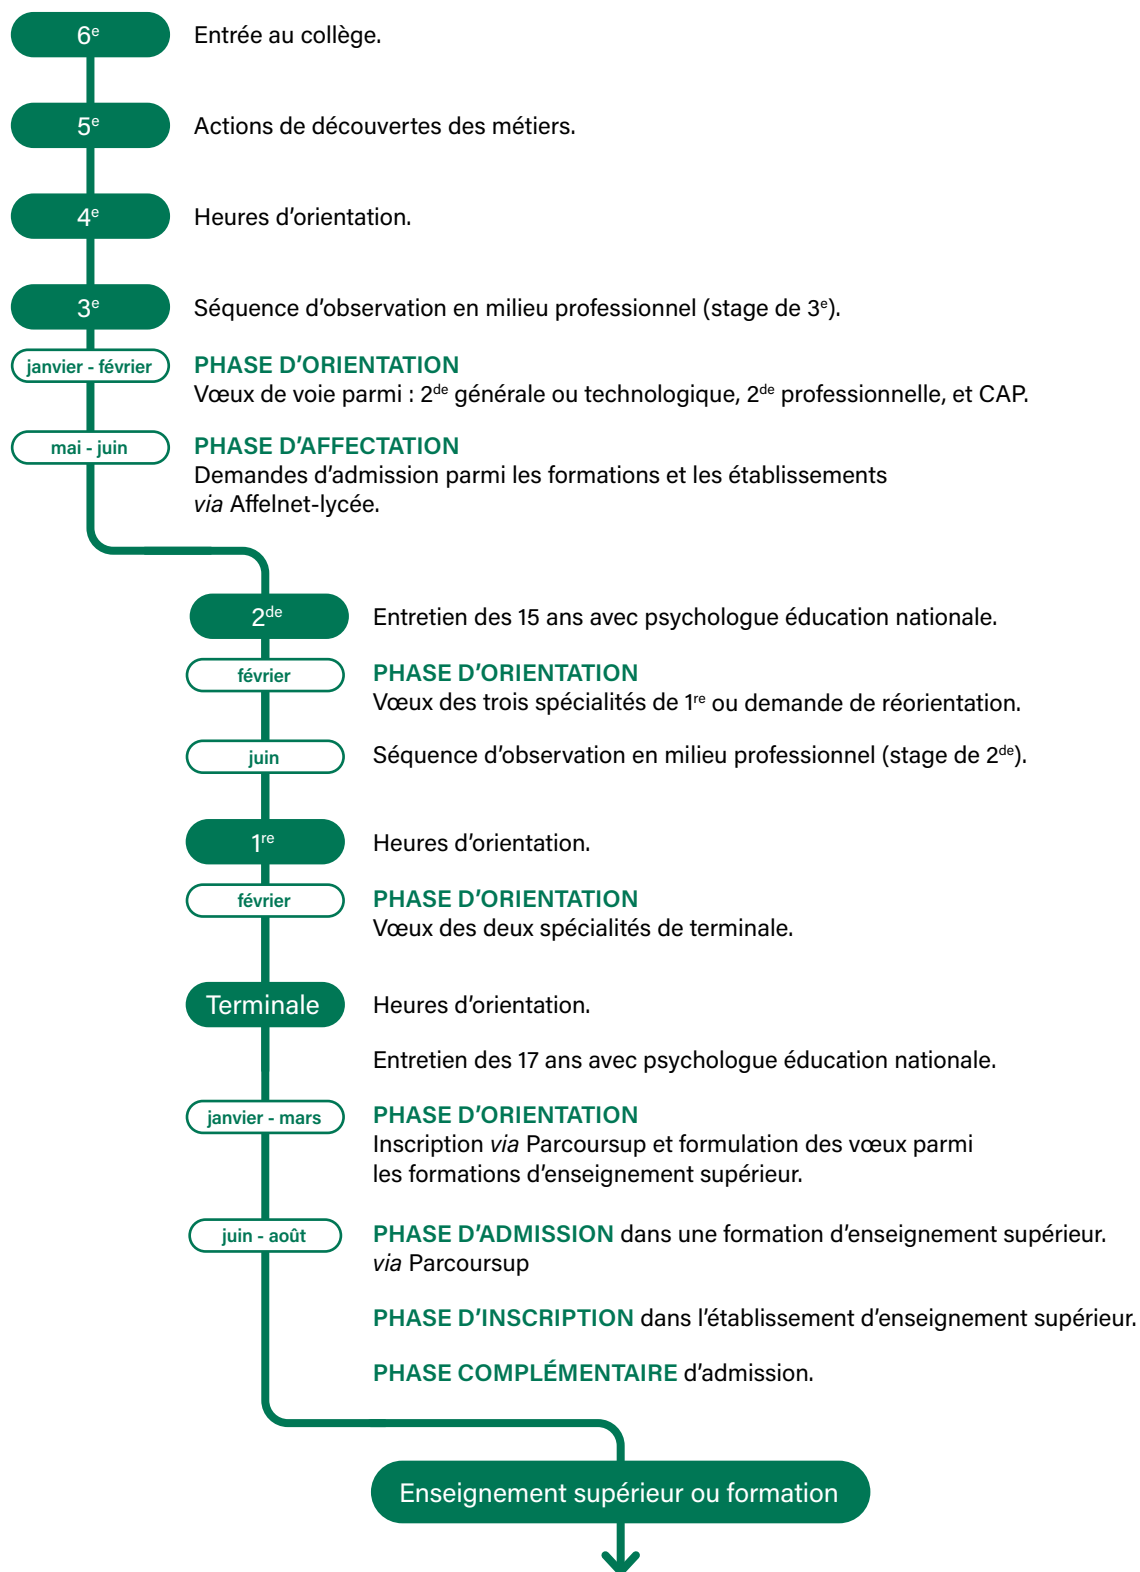 6e
Entrée au collège.
5e
Actions de découvertes des métiers.
4e
Heures d'orientation.
3e
Séquence d'observation en milieu professionnel (stage de 3e).
janvier - février
PHASE D'ORIENTATION
Vœux de voie parmi : 2de générale ou technologique, 2de professionnelle, et CAP.
mai - juin
PHASE D'AFFECTATION
Demandes d'admission parmi les formations et les établissements
via Affelnet-lycée.
2de
Entretien des 15 ans avec psychologue éducation nationale.
février
PHASE D'ORIENTATION
Vœux des trois spécialités de 1re ou demande de réorientation.
juin
Séquence d'observation en milieu professionnel (stage de 2de).
1re
Heures d'orientation.
février
PHASE D'ORIENTATION
Vœux des deux spécialités de terminale.
Terminale
Heures d'orientation.
Entretien des 17 ans avec psychologue éducation nationale.
janvier - mars
PHASE D'ORIENTATION
Inscription via Parcoursup et formulation des vœux parmi
les formations d'enseignement supérieur.
juin - août
PHASE D'ADMISSION dans une formation d'enseignement supérieur.
via Parcoursup
PHASE D'INSCRIPTION dans l'établissement d'enseignement supérieur.
PHASE COMPLÉMENTAIRE d'admission.
Enseignement supérieur ou formation